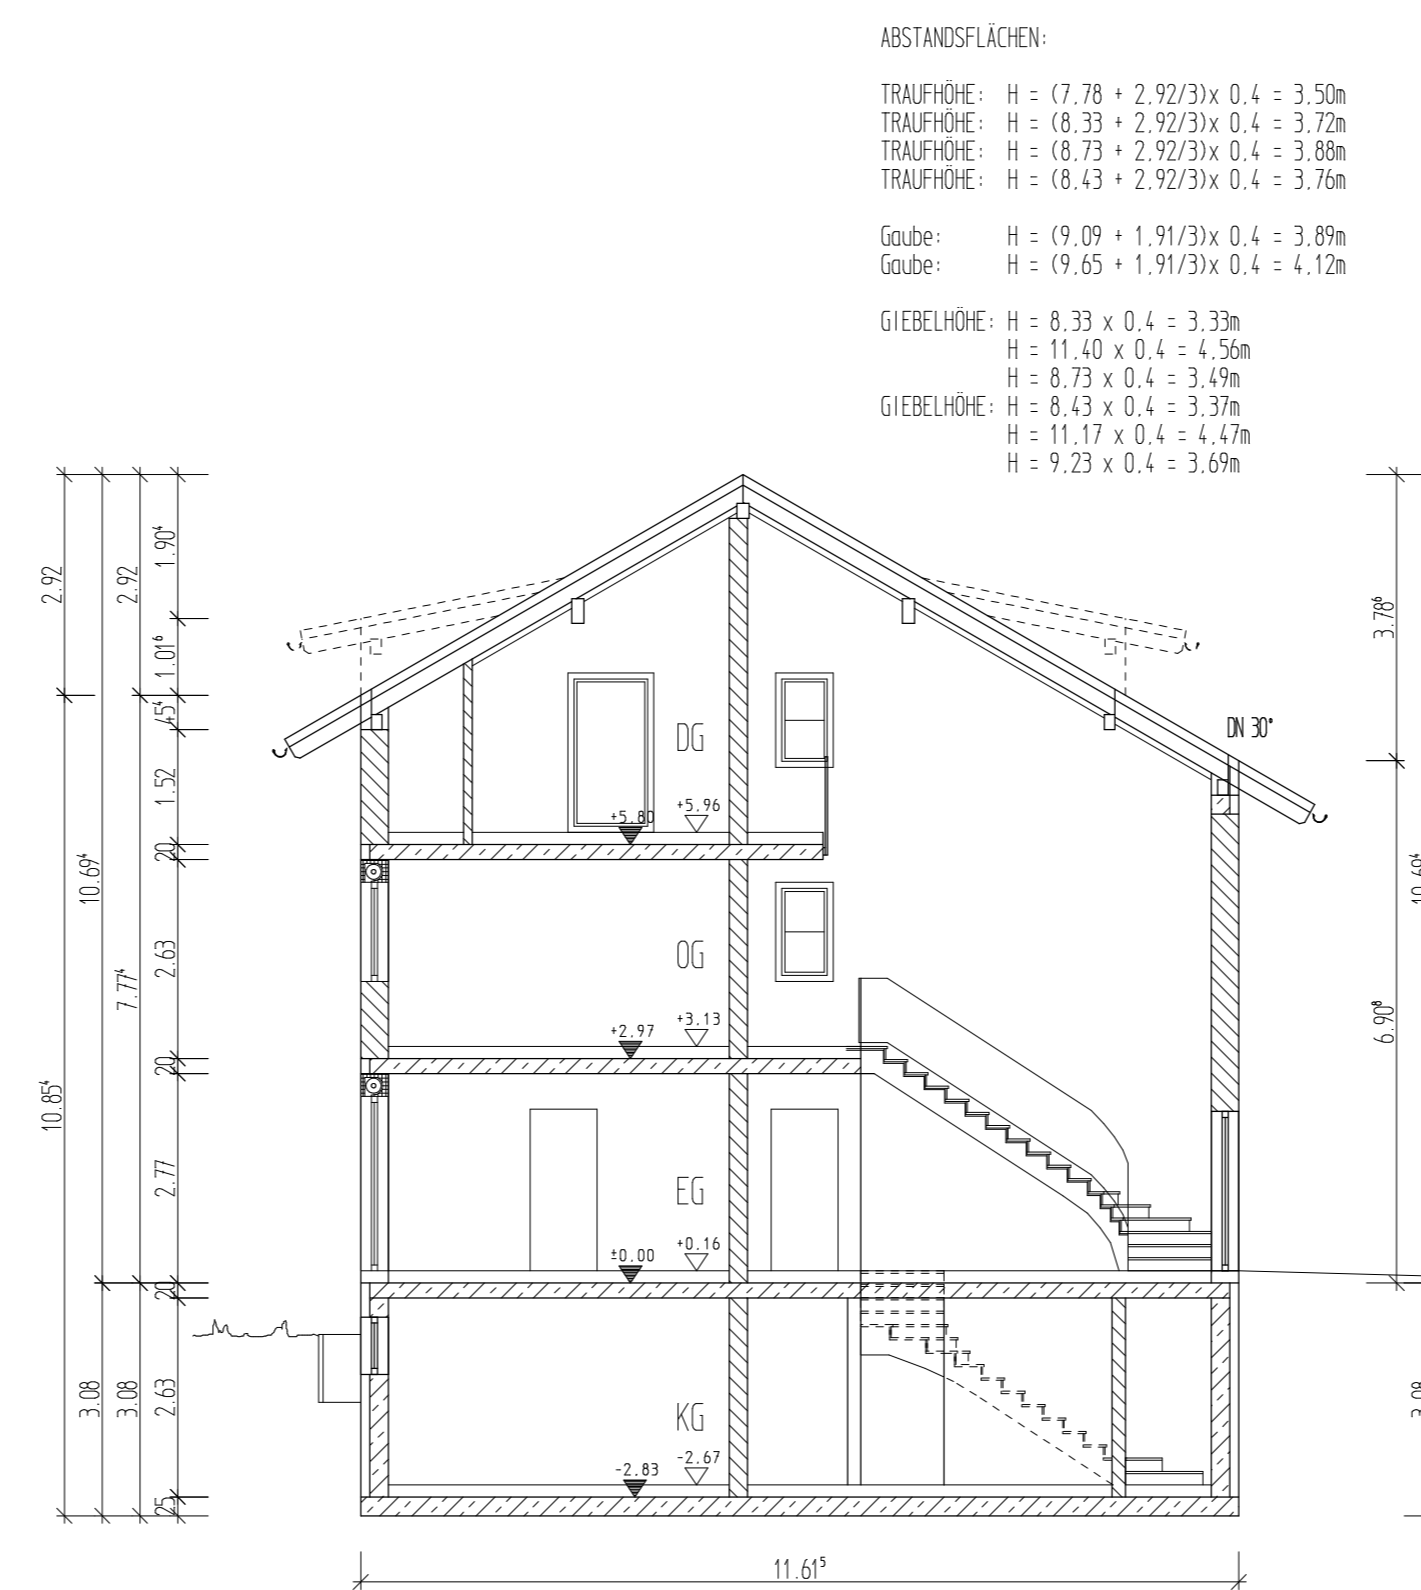 ABSTANDSFLÄCHEN:
TRAUFHÖHE: H = (7,78 + 2,92/3)x 0,4 = 3,50m
TRAUFHÖHE: H = (8,33 + 2,92/3)x 0,4 = 3,72m
TRAUFHÖHE: H = (8,73 + 2,92/3)x 0,4 = 3,88m
TRAUFHÖHE: H = (8,43 + 2,92/3)x 0,4 = 3,76m
Gaube: H = (9,09 + 1,91/3)x 0,4 = 3,89m
Gaube: H = (9,65 + 1,91/3)x 0,4 = 4,12m
GIEBELHÖHE: H = 8,33 x 0,4 = 3,33m
H = 11,40 x 0,4 = 4,56m
H = 8,73 x 0,4 = 3,49m
GIEBELHÖHE: H = 8,43 x 0,4 = 3,37m
H = 11,17 x 0,4 = 4,47m
H = 9,23 x 0,4 = 3,69m
2.92
10.85⁴
10.69⁴
3.08
2.92
7.77⁴
3.08
1.90⁴
1.01⁶
45⁴
1.52
20
2.63
20
2.77
20
2.63
25
DN 30°
DG
+5,80
+5,96
OG
+2,97
+3,13
EG
±0,00
+0,16
KG
-2,83
-2,67
3.78⁶
6.90⁸
10.69⁴
3.08
11.61⁵